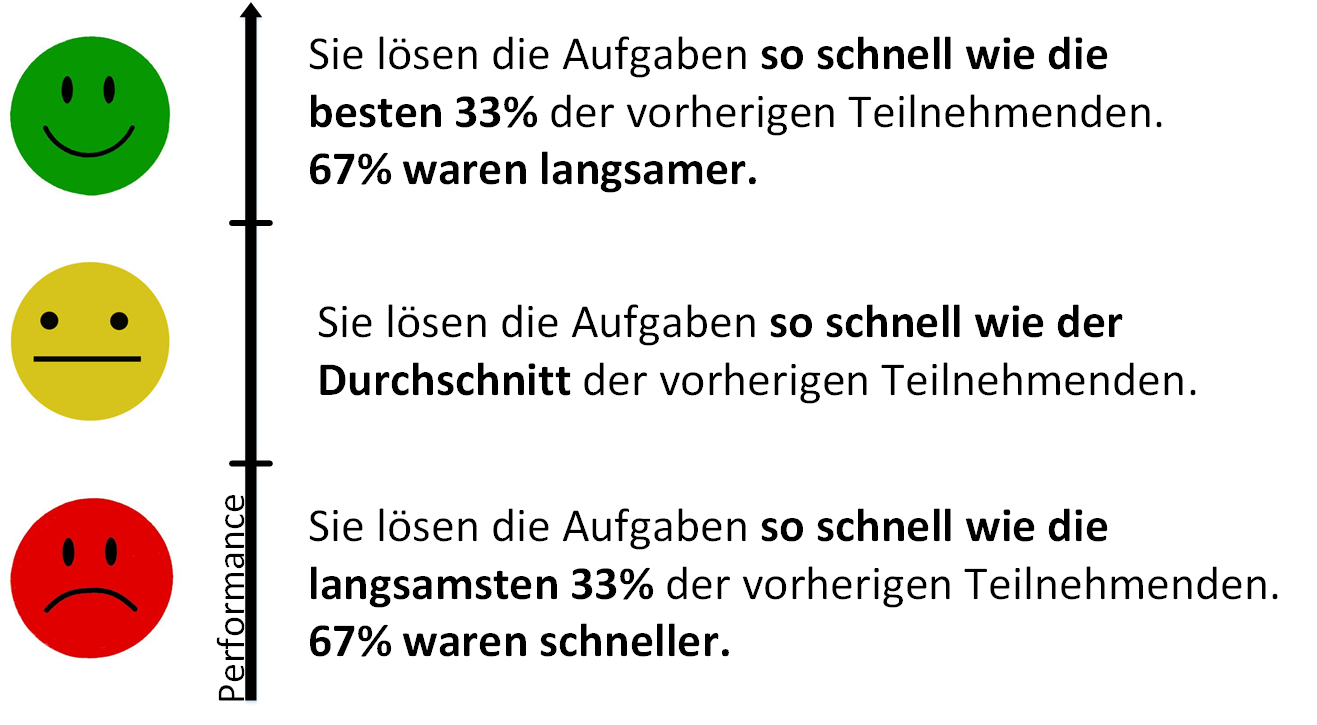 Sie lösen die Aufgaben so schnell wie die
besten 33% der vorherigen Teilnehmenden.
67% waren langsamer.
Sie lösen die Aufgaben so schnell wie der
Durchschnitt der vorherigen Teilnehmenden.
Performance
Sie lösen die Aufgaben so schnell wie die
langsamsten 33% der vorherigen Teilnehmenden.
67% waren schneller.